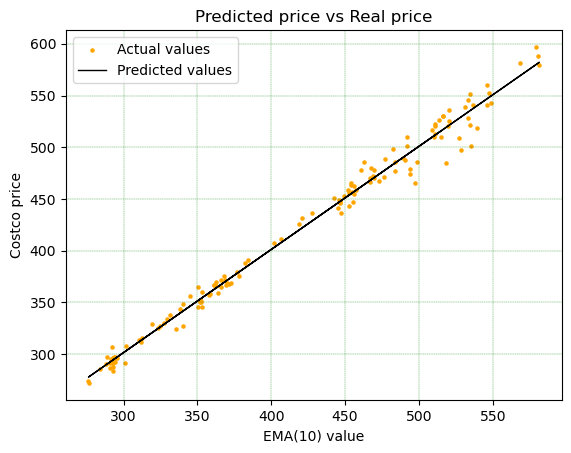 Predicted price vs Real price
Actual values
Predicted values
600
550
500
450
400
350
300
Costco price
300 350 400 450 500 550
EMA(10) value